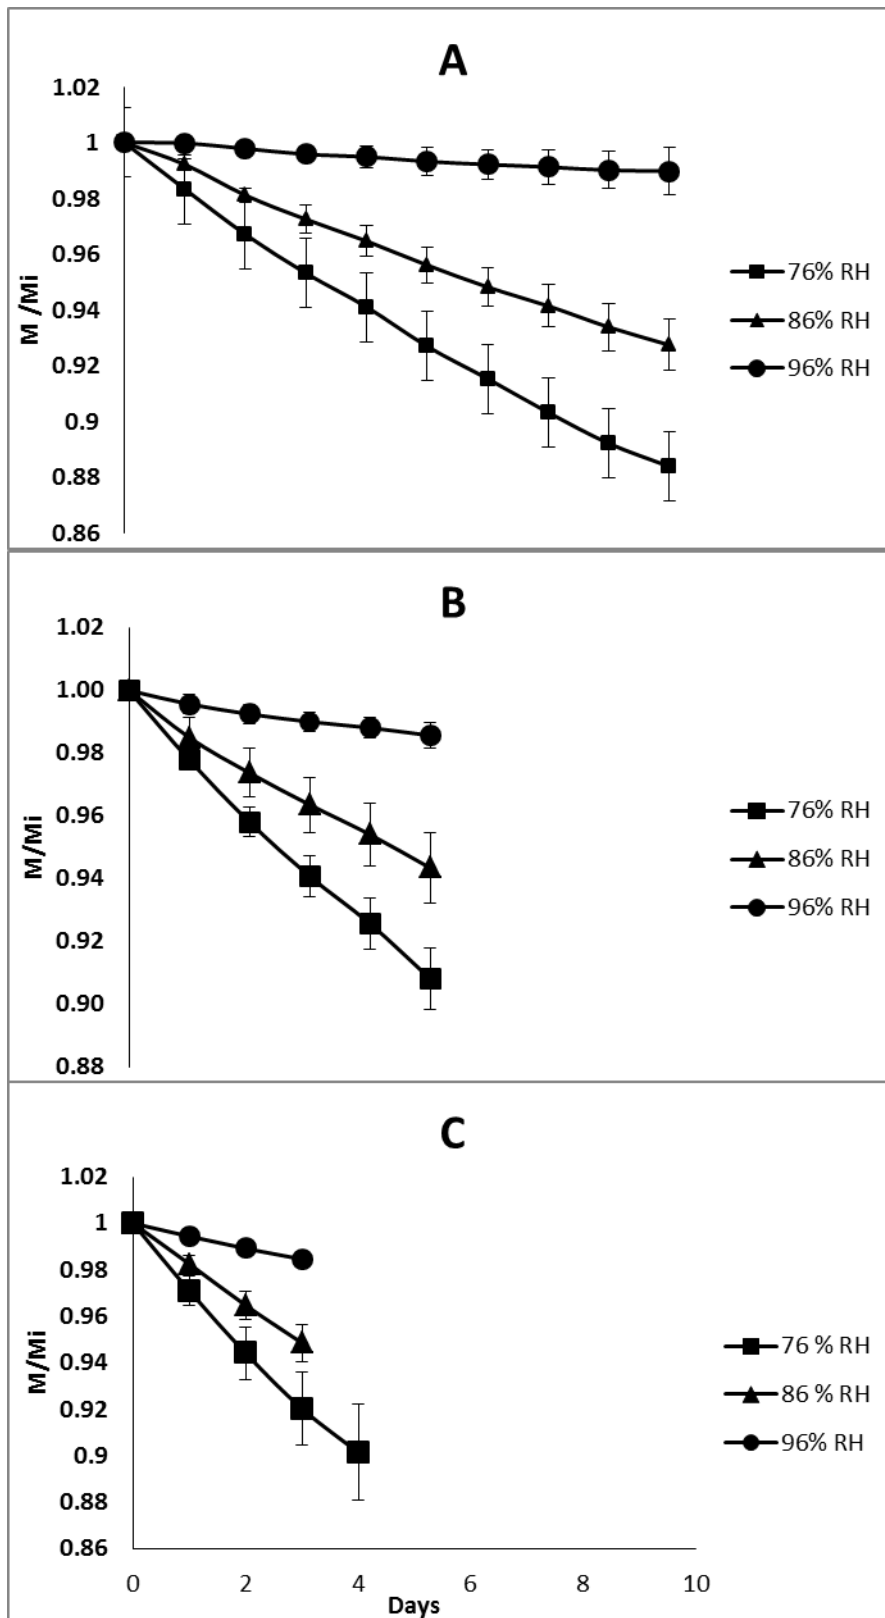 A
1.02
1
0.98
0.96
0.94
0.92
0.9
0.88
0.86
M /Mi
76% RH
86% RH
96% RH
B
1.02
1.00
0.98
0.96
0.94
0.92
0.90
0.88
M/Mi
76% RH
86% RH
96% RH
C
1.02
1
0.98
0.96
0.94
0.92
0.9
0.88
0.86
M/Mi
76 % RH
86 % RH
96% RH
0 2 4 6 8 10
Days